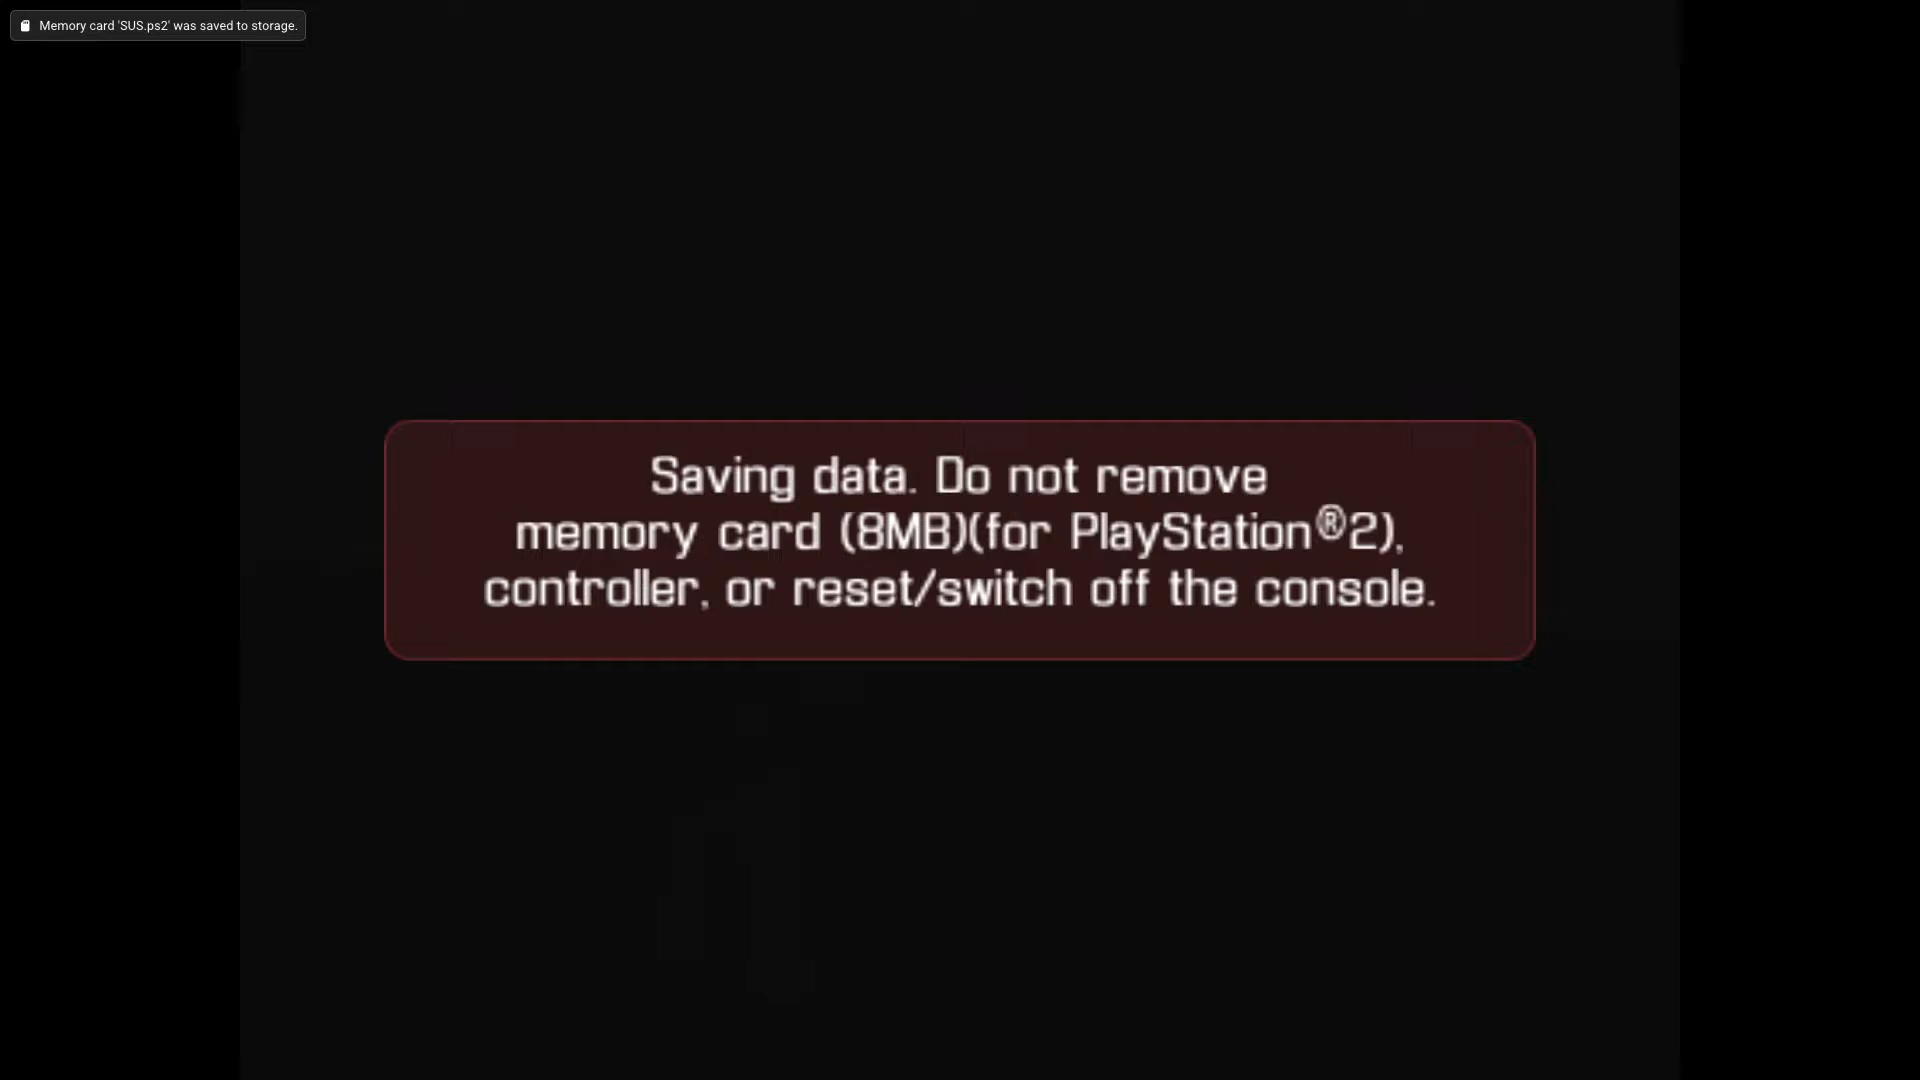 Memory card 'SUS.ps2' was saved to storage.
Saving data. Do not remove
memory card (8MB)(for PlayStation®2),
controller, or reset/switch off the console.